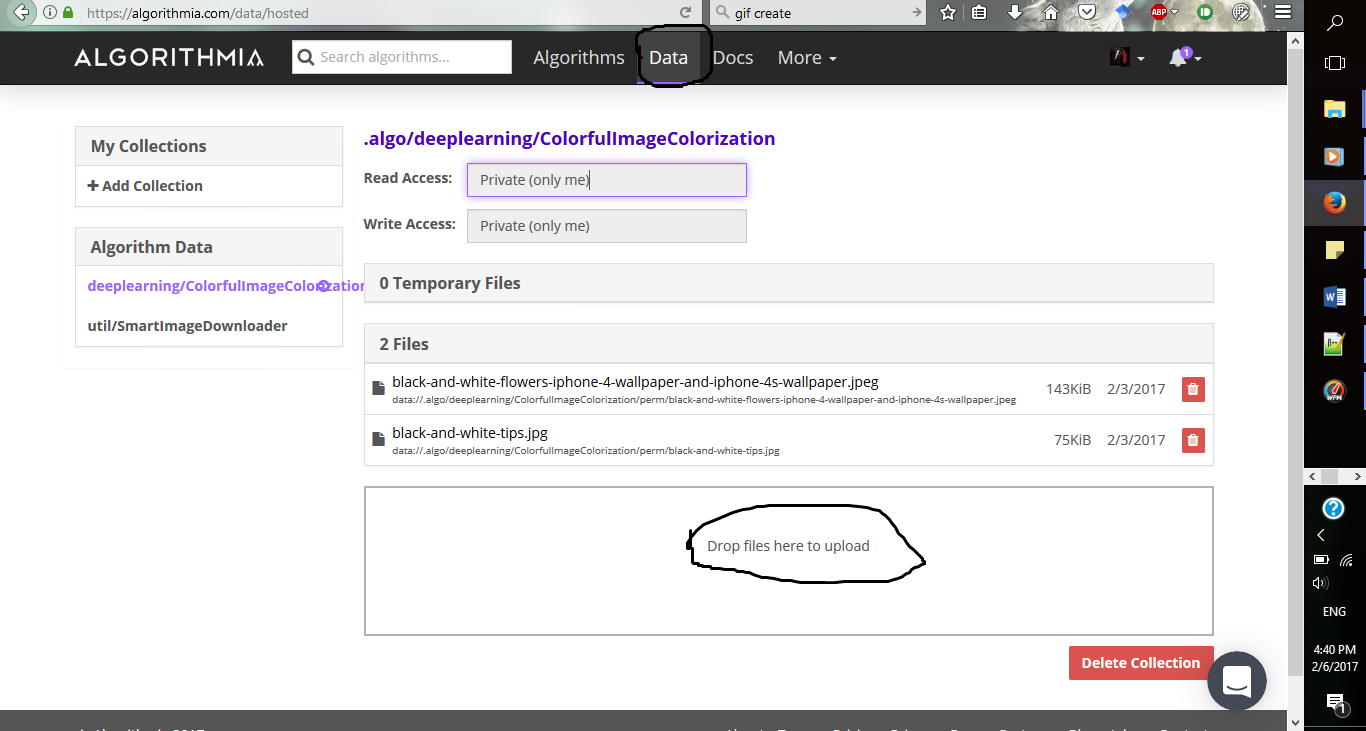 https://algorithmia.com/data/hosted
gif create
ABP
ALGORITHMIA
Search algorithms...
Algorithms
Data
Docs
More
1
My Collections
Add Collection
Algorithm Data
deeplearning/ColorfulImageColorization
util/SmartImageDownloader
.algo/deeplearning/ColorfulImageColorization
Read Access:
Private (only me)
Write Access:
Private (only me)
0 Temporary Files
2 Files
black-and-white-flowers-iphone-4-wallpaper-and-iphone-4s-wallpaper.jpeg
data://.algo/deeplearning/ColorfulImageColorization/perm/black-and-white-flowers-iphone-4-wallpaper-and-iphone-4s-wallpaper.jpeg
143KiB
2/3/2017
black-and-white-tips.jpg
data://.algo/deeplearning/ColorfulImageColorization/perm/black-and-white-tips.jpg
75KiB
2/3/2017
Drop files here to upload
Delete Collection
WPM
ENG
4:40 PM
2/6/2017
1